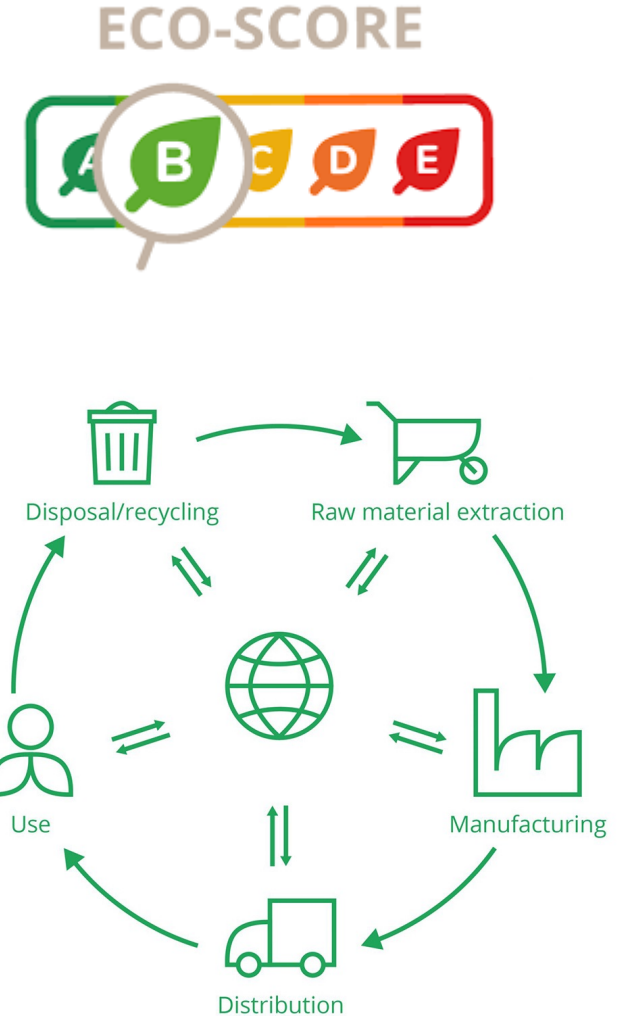 ECO-SCORE
A B C D E
Disposal/recycling
Raw material extraction
Use
Manufacturing
Distribution